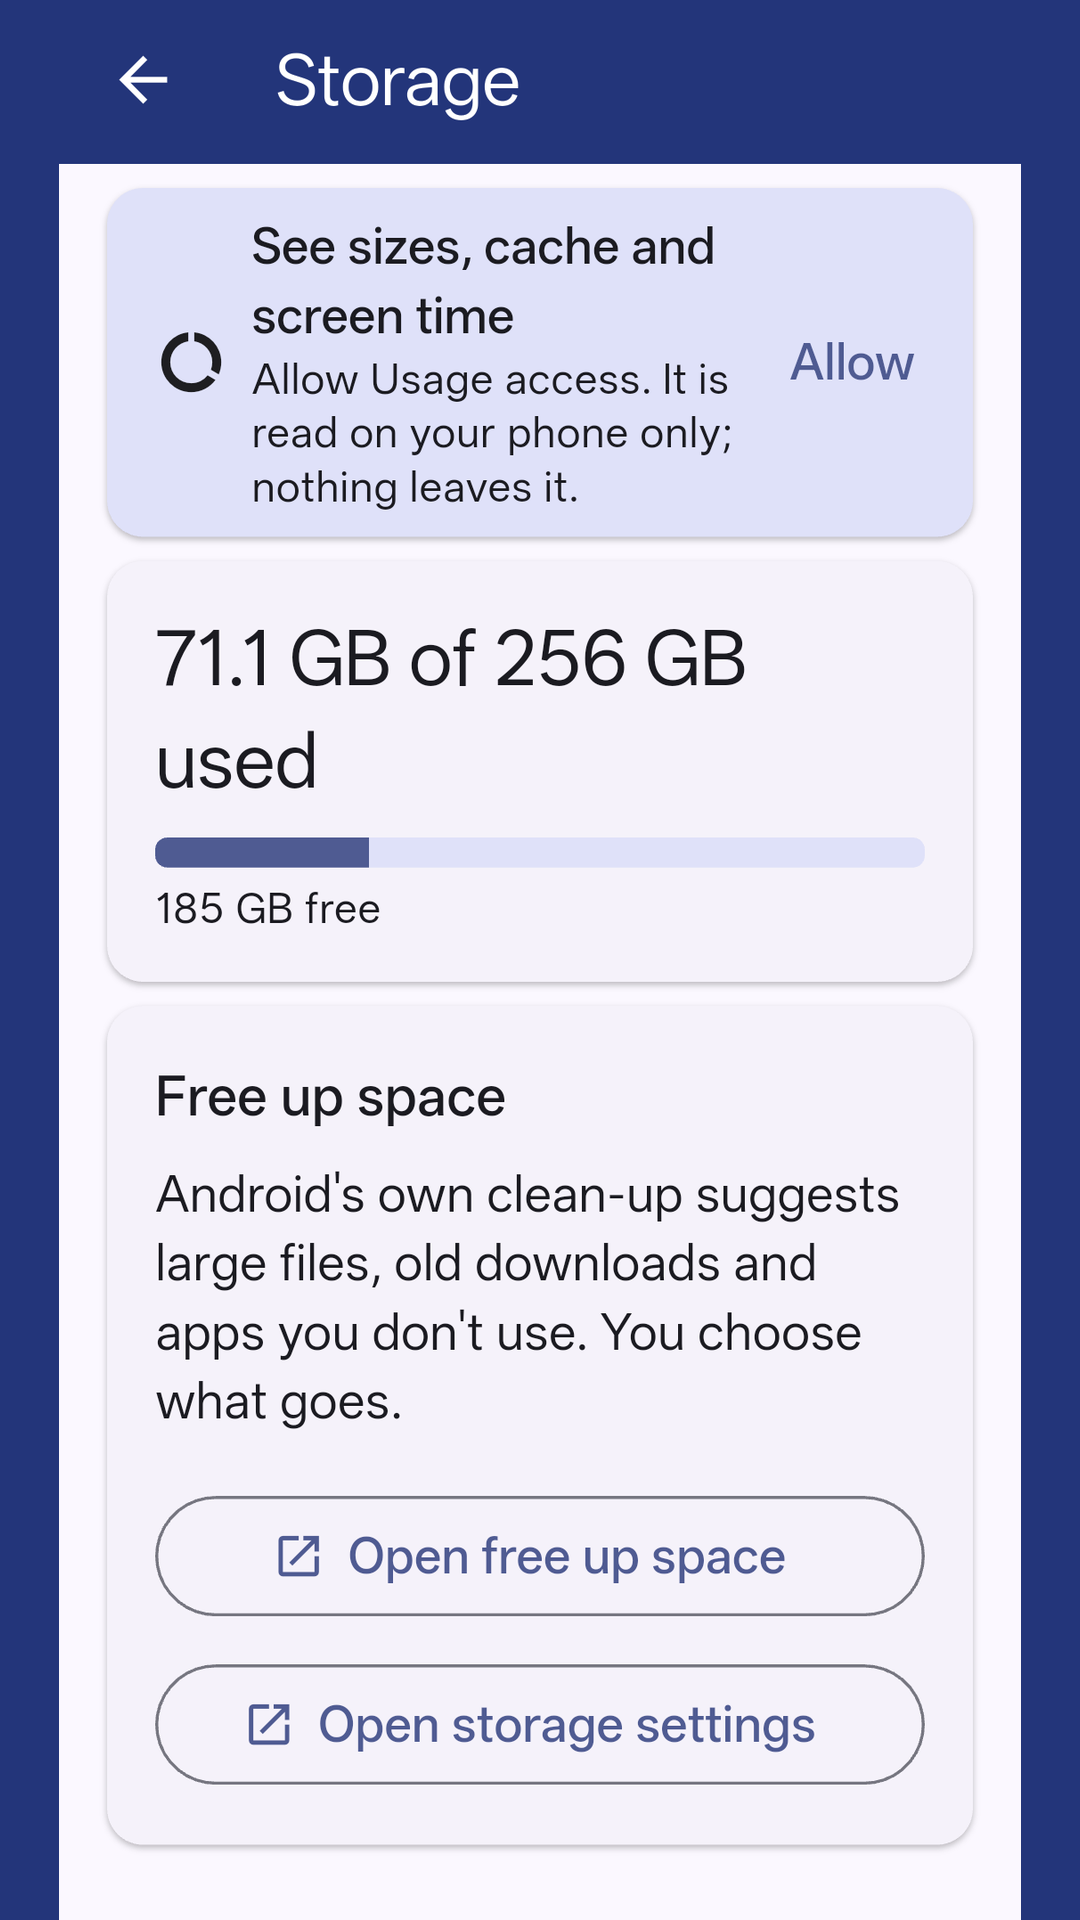 Storage
See sizes, cache and
screen time
Allow Usage access. It is
read on your phone only;
nothing leaves it.
Allow
71.1 GB of 256 GB
used
185 GB free
Free up space
Android's own clean-up suggests
large files, old downloads and
apps you don't use. You choose
what goes.
Open free up space
Open storage settings